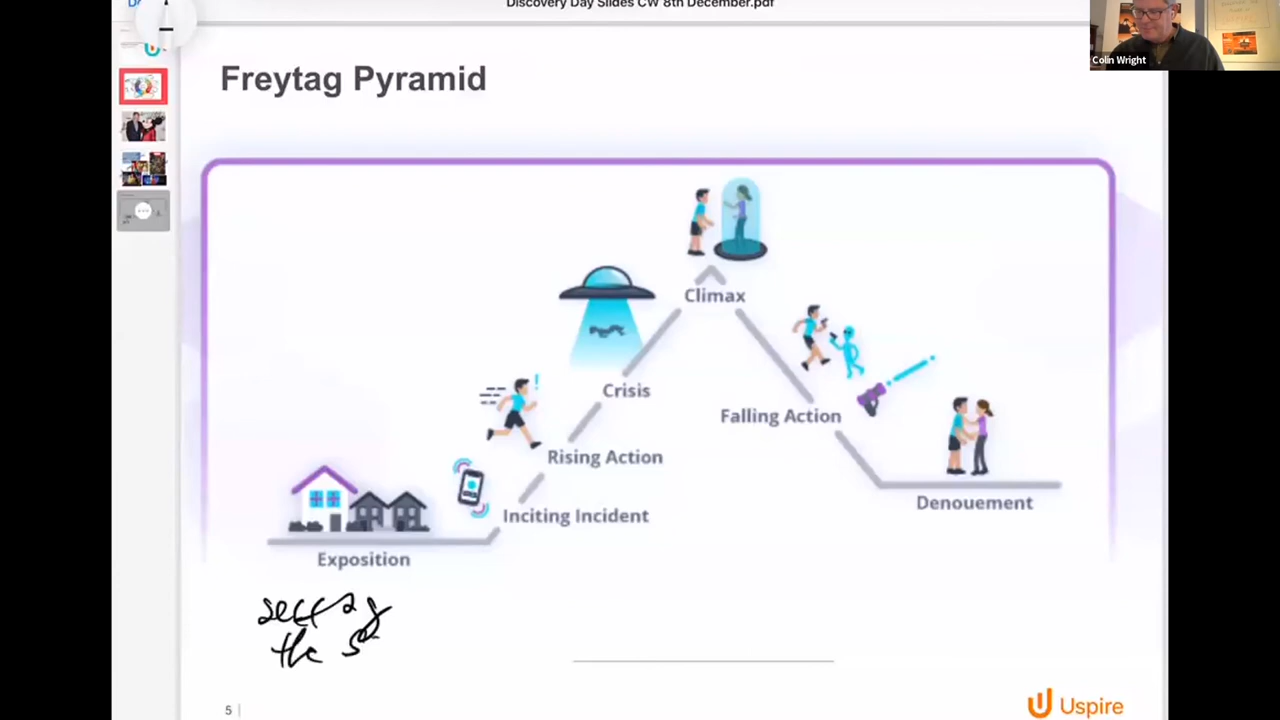 Discovery Day Slides CW 8th December.pdf
Colin Wright
Freytag Pyramid
Climax
Crisis
Falling Action
Rising Action
Denouement
Inciting Incident
Exposition
the s
5
Uspire